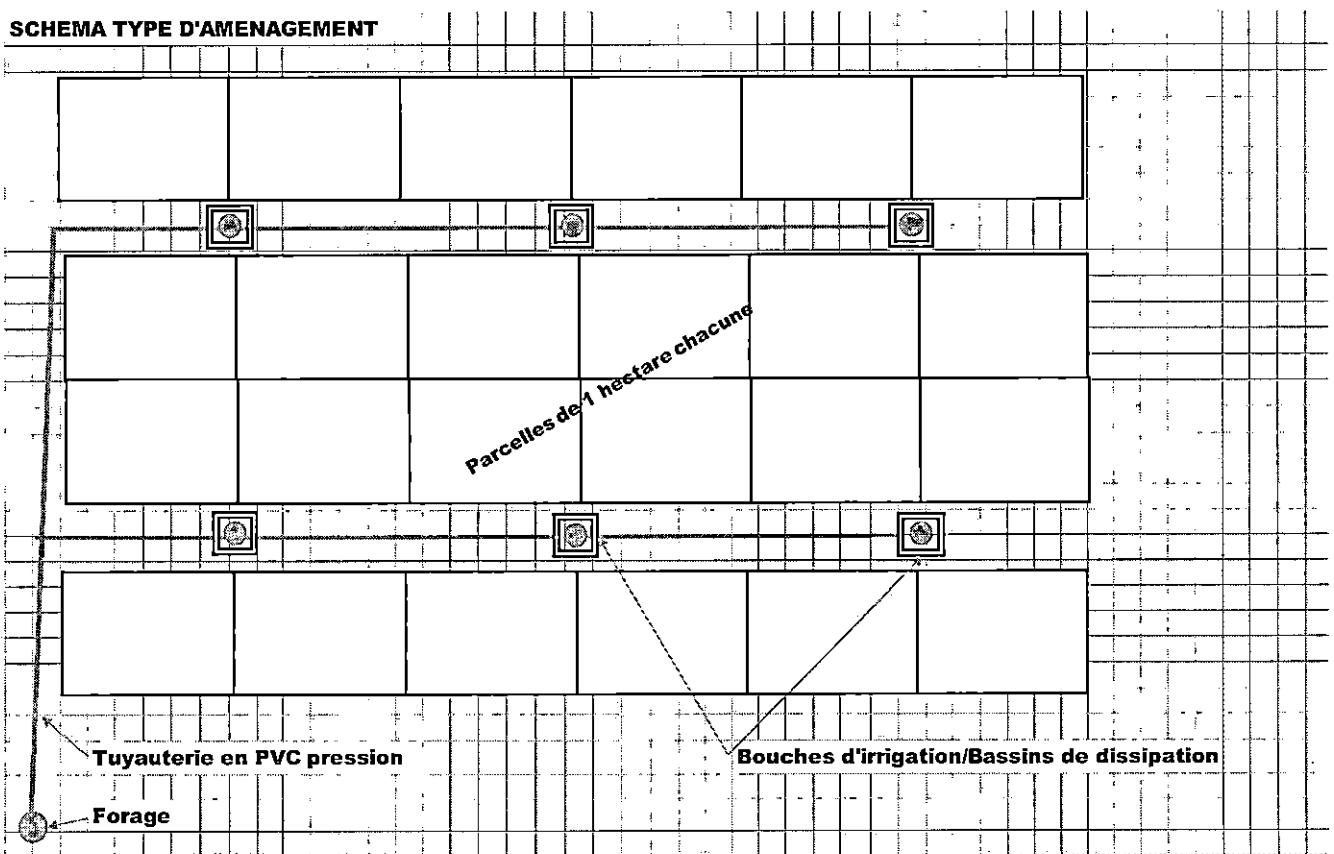 SCHEMA TYPE D'AMENAGEMENT
Parcelles de 1 hectare chacune
Tuyauterie en PVC pression
Bouches d'irrigation/Bassins de dissipation
Forage